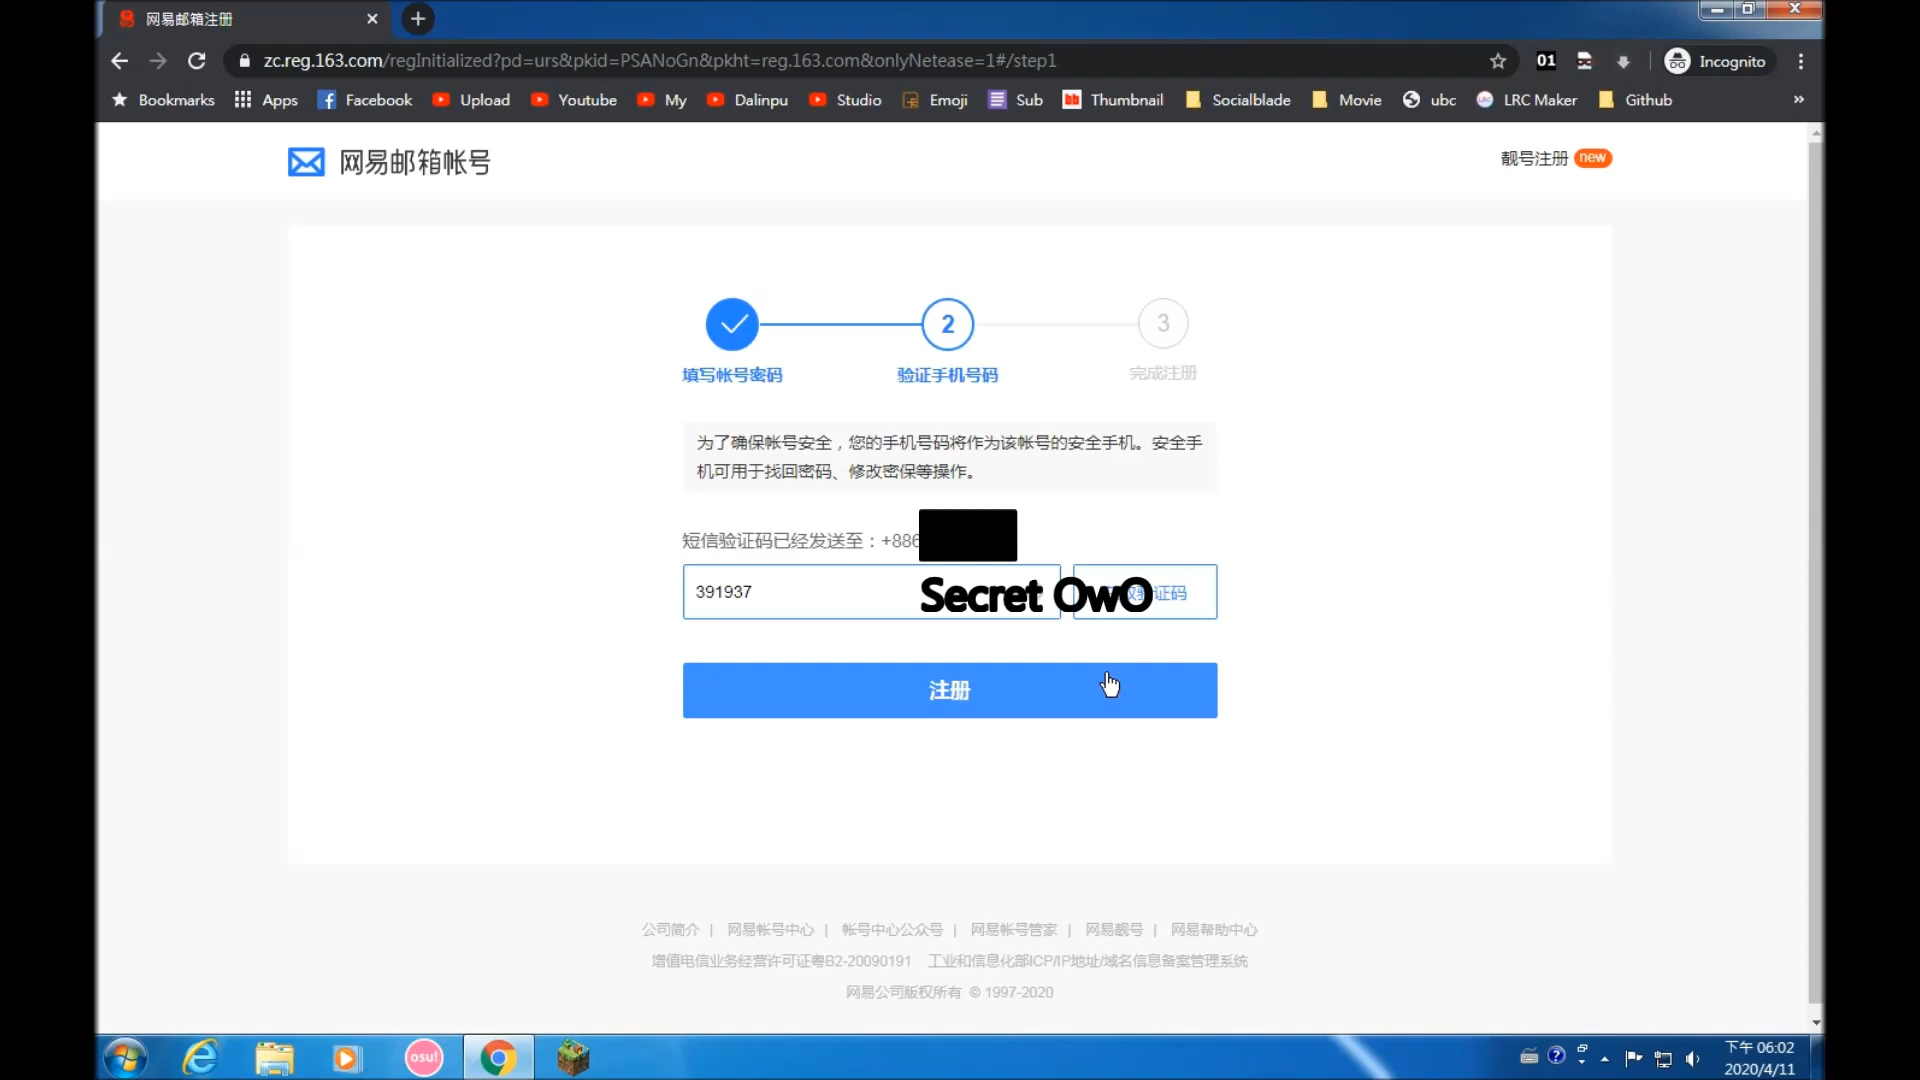 网易邮箱注册
zc.reg.163.com/regInitialized?pd=urs&pkid=PSANoGn&pkht=reg.163.com&onlyNetease=1#/step1
01
Incognito
Bookmarks Apps Facebook Upload Youtube My Dalinpu Studio Emoji Sub Thumbnail Socialblade Movie ubc LRC Maker Github »
网易邮箱帐号
靓号注册 new
2
3
填写帐号密码
验证手机号码
完成注册
为了确保帐号安全，您的手机号码将作为该帐号的安全手机。安全手
机可用于找回密码、修改密保等操作。
短信验证码已经发送至：+886
391937
Secret OwO
证码
注册
公司简介 | 网易帐号中心 | 帐号中心公众号 | 网易帐号管家 | 网易靓号 | 网易帮助中心
增值电信业务经营许可证粤B2-20090191 工业和信息化部ICP/IP地址/域名信息备案管理系统
网易公司版权所有 © 1997-2020
osu!
下午 06:02
2020/4/11